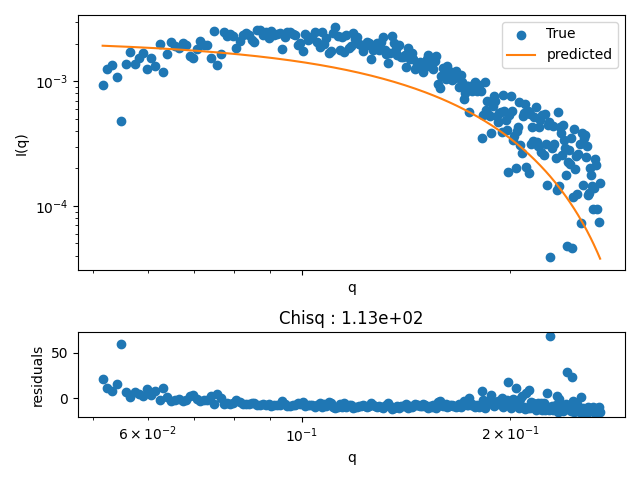 True
predicted
10⁻³
10⁻⁴
I(q)
q
Chisq : 1.13e+02
50
0
residuals
6 × 10⁻²
10⁻¹
2 × 10⁻¹
q